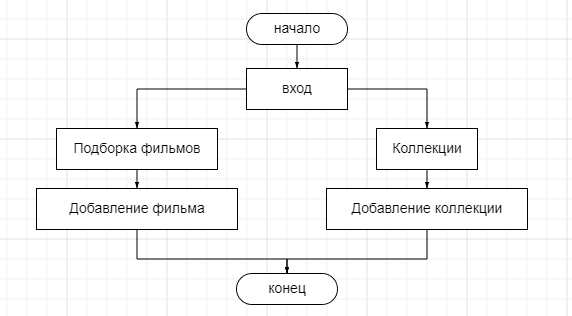 начало
вход
Подборка фильмов
Коллекции
Добавление фильма
Добавление коллекции
конец